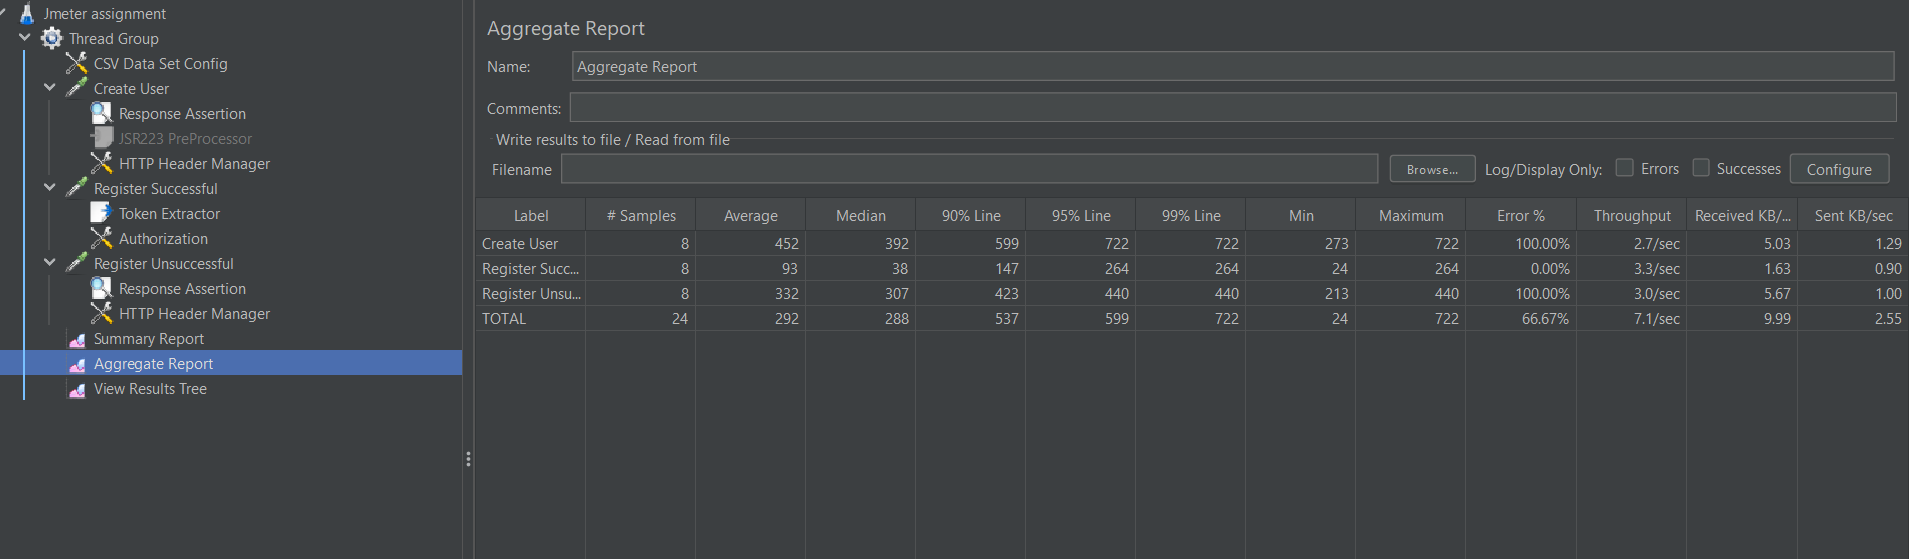 Jmeter assignment
Thread Group
CSV Data Set Config
Create User
Response Assertion
JSR223 PreProcessor
HTTP Header Manager
Register Successful
Token Extractor
Authorization
Register Unsuccessful
Response Assertion
HTTP Header Manager
Summary Report
Aggregate Report
View Results Tree
Aggregate Report
Name: Aggregate Report
Comments:
Write results to file / Read from file
Filename Browse... Log/Display Only: Errors Successes Configure
Label # Samples Average Median 90% Line 95% Line 99% Line Min Maximum Error % Throughput Received KB/... Sent KB/sec
Create User 8 452 392 599 722 722 273 722 100.00% 2.7/sec 5.03 1.29
Register Succ... 8 93 38 147 264 264 24 264 0.00% 3.3/sec 1.63 0.90
Register Unsu... 8 332 307 423 440 440 213 440 100.00% 3.0/sec 5.67 1.00
TOTAL 24 292 288 537 599 722 24 722 66.67% 7.1/sec 9.99 2.55